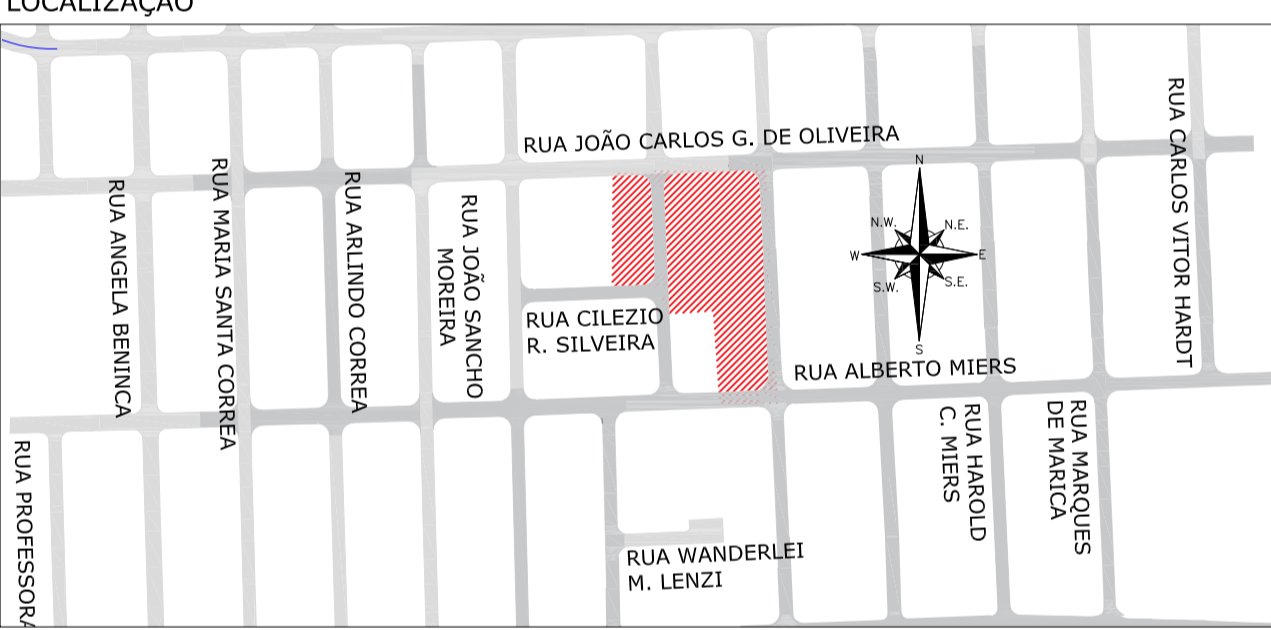 LOCALIZAÇÃO
RUA JOÃO CARLOS G. DE OLIVEIRA
RUA ANGELA BENINCA
RUA MARIA SANTA CORREA
RUA ARLINDO CORREA
RUA JOÃO SANCHO
MOREIRA
RUA CILEZIO
R. SILVEIRA
N
N.W.
N.E.
W
E
S.W.
S.E.
S
RUA CARLOS VITOR HARDT
RUA ALBERTO MIERS
RUA HAROLD
C. MIERS
RUA MARQUES
DE MARICA
RUA PROFESSORA
RUA WANDERLEI
M. LENZI